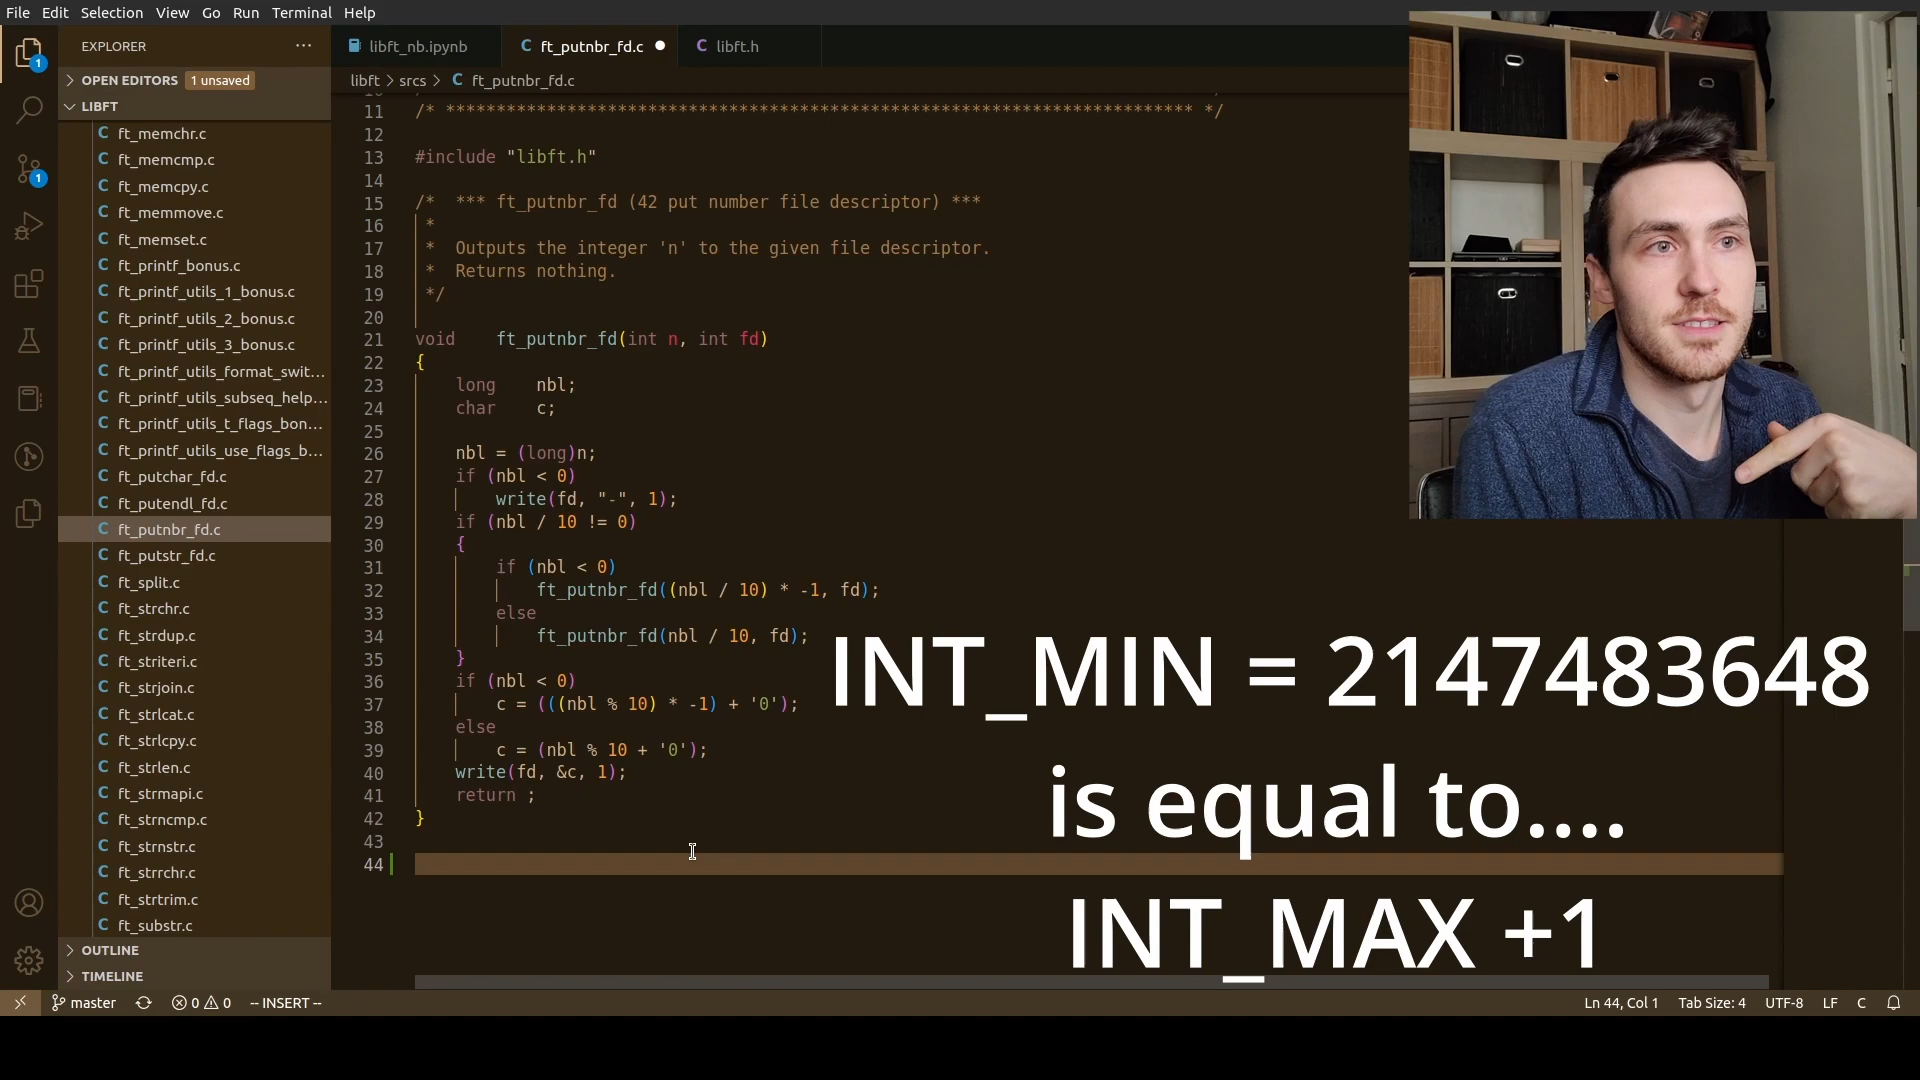 File Edit Selection View Go Run Terminal Help
EXPLORER ...
OPEN EDITORS 1 unsaved
LIBFT
ft_memchr.c
ft_memcmp.c
ft_memcpy.c
ft_memmove.c
ft_memset.c
ft_printf_bonus.c
ft_printf_utils_1_bonus.c
ft_printf_utils_2_bonus.c
ft_printf_utils_3_bonus.c
ft_printf_utils_format_swit...
ft_printf_utils_subseq_help...
ft_printf_utils_t_flags_bon...
ft_printf_utils_use_flags_b...
ft_putchar_fd.c
ft_putendl_fd.c
ft_putnbr_fd.c
ft_putstr_fd.c
ft_split.c
ft_strchr.c
ft_strdup.c
ft_striteri.c
ft_strjoin.c
ft_strlcat.c
ft_strlcpy.c
ft_strlen.c
ft_strmapi.c
ft_strncmp.c
ft_strnstr.c
ft_strrchr.c
ft_strtrim.c
ft_substr.c
OUTLINE
TIMELINE
1
1
libft_nb.ipynb C ft_putnbr_fd.c C libft.h
libft > srcs > C ft_putnbr_fd.c
11 /* ************************************************************************** */
12
13 #include "libft.h"
14
15 /*  *** ft_putnbr_fd (42 put number file descriptor) ***
16  *
17  *  Outputs the integer 'n' to the given file descriptor.
18  *  Returns nothing.
19  */
20
21 void    ft_putnbr_fd(int n, int fd)
22 {
23     long    nbl;
24     char    c;
25
26     nbl = (long)n;
27     if (nbl < 0)
28         write(fd, "-", 1);
29     if (nbl / 10 != 0)
30     {
31         if (nbl < 0)
32             ft_putnbr_fd((nbl / 10) * -1, fd);
33         else
34             ft_putnbr_fd(nbl / 10, fd);
35     }
36     if (nbl < 0)
37         c = (((nbl % 10) * -1) + '0');
38     else
39         c = (nbl % 10 + '0');
40     write(fd, &c, 1);
41     return ;
42 }
43
44
INT_MIN = 2147483648
is equal to....
INT_MAX +1
master 0 0 -- INSERT -- Ln 44, Col 1 Tab Size: 4 UTF-8 LF C